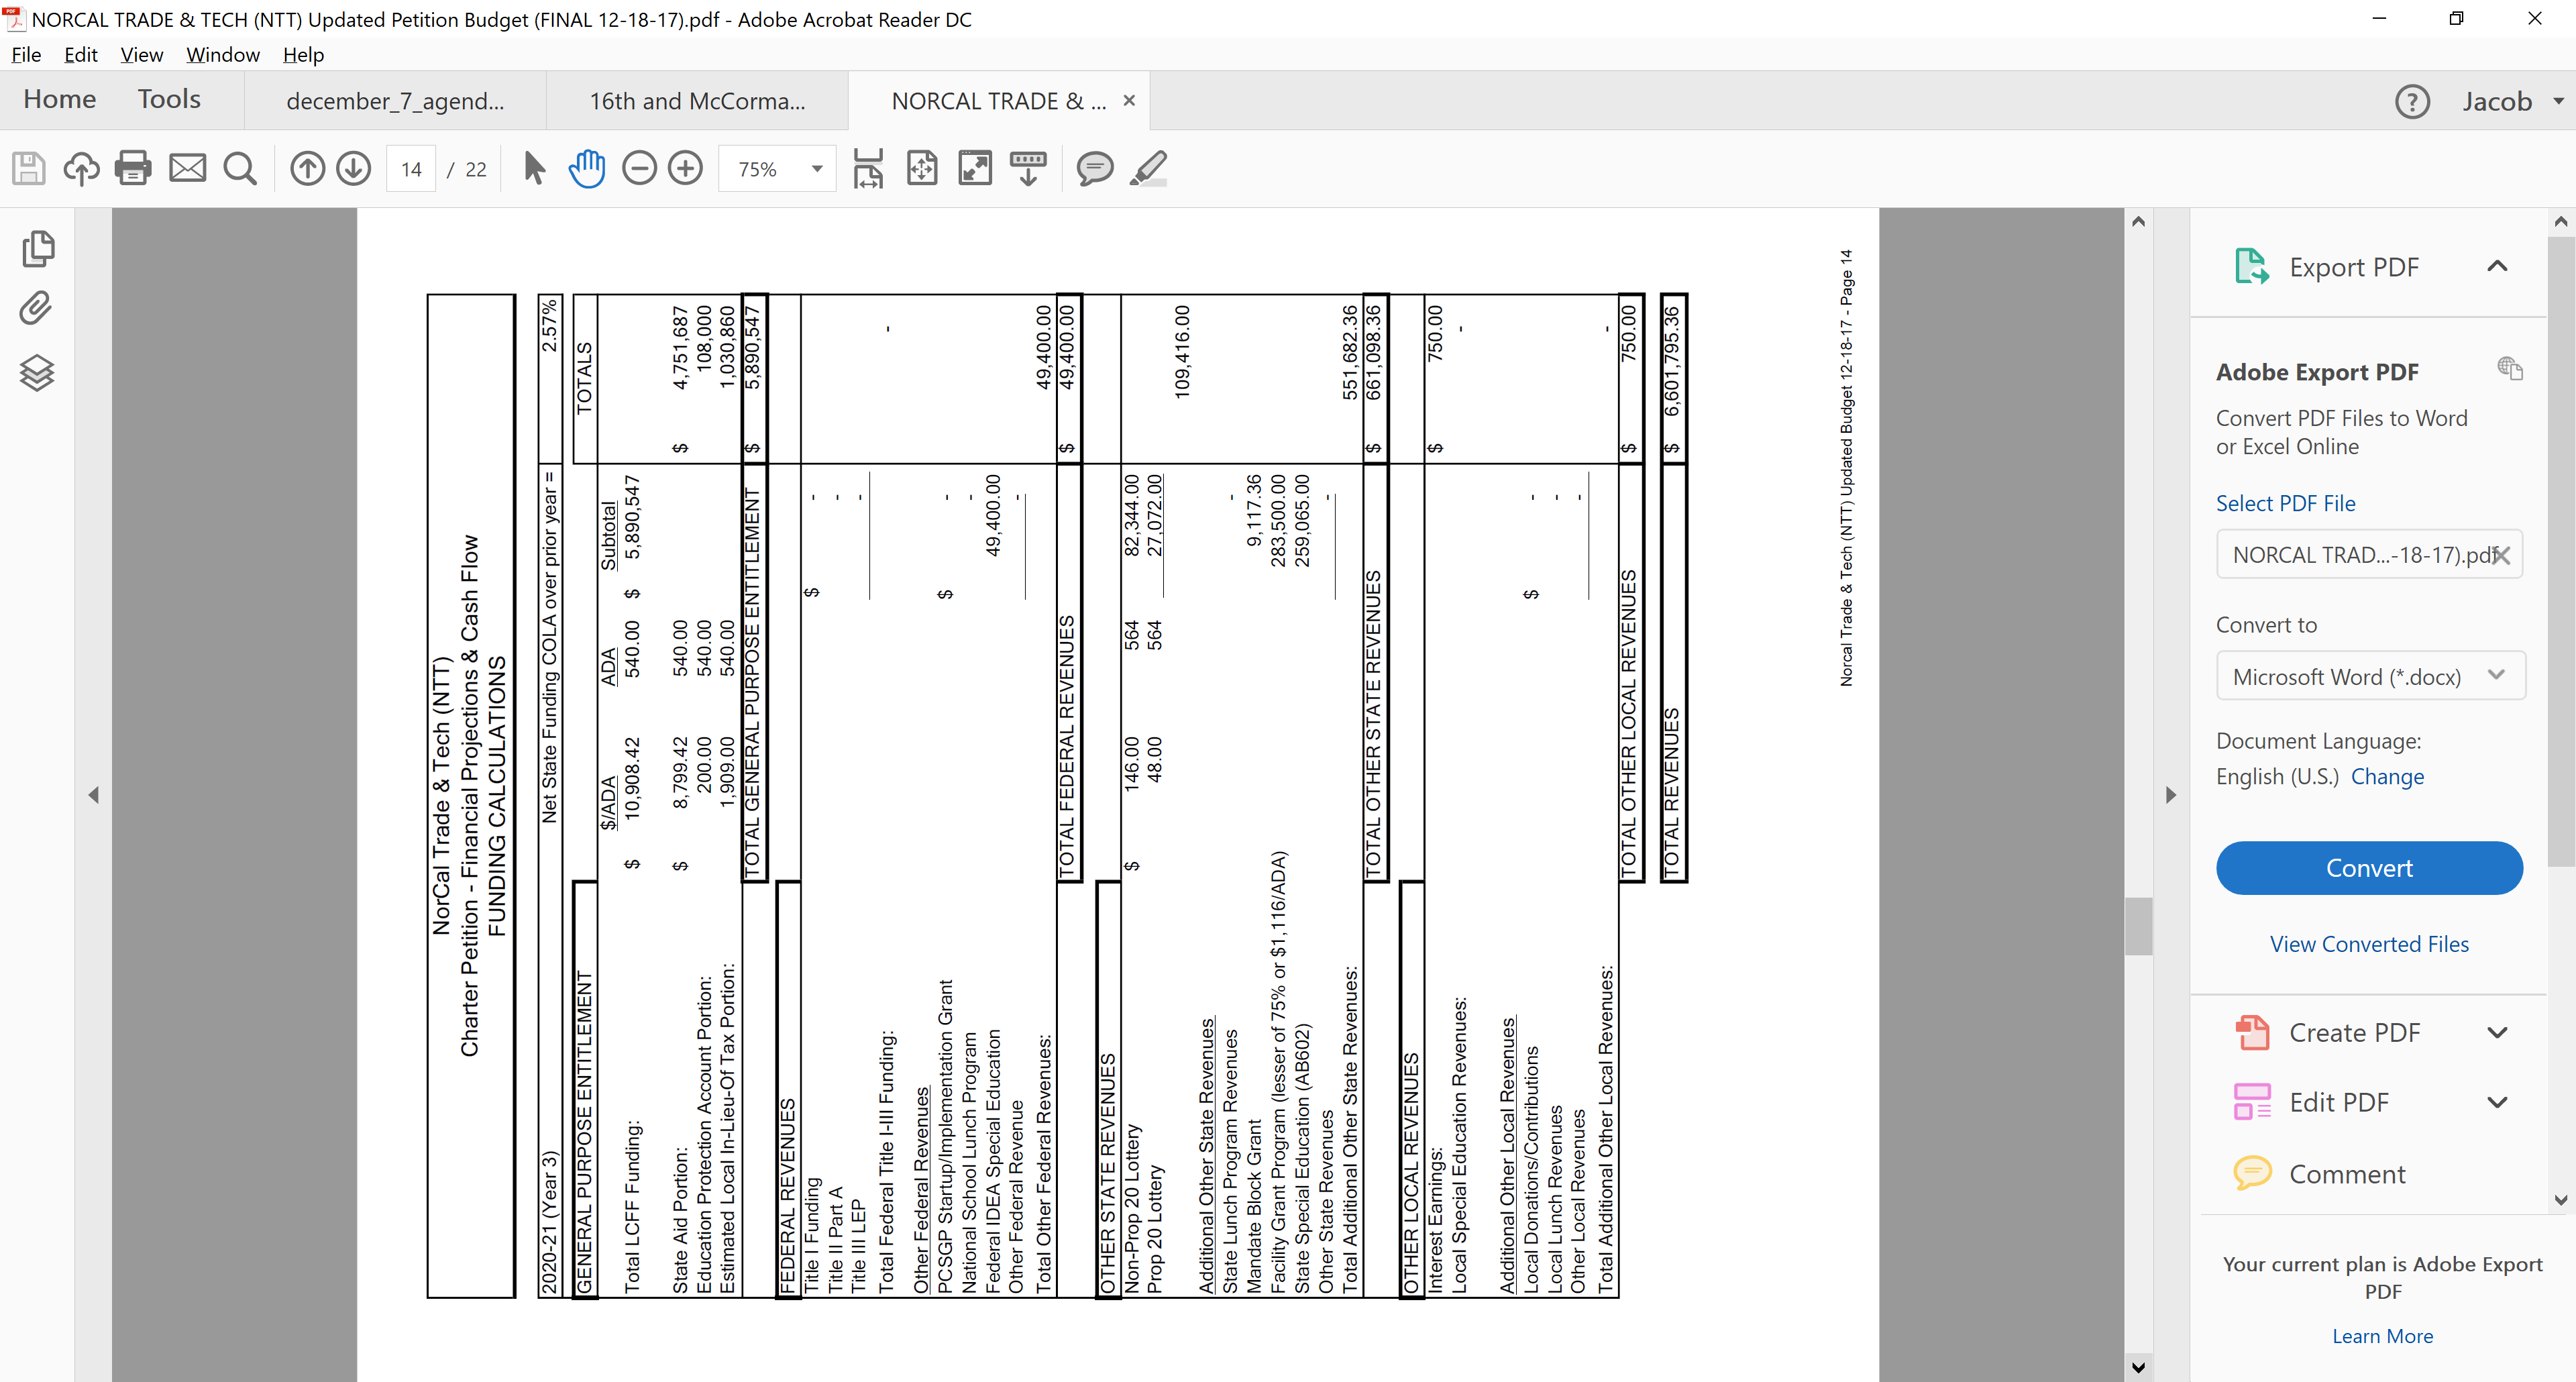 NORCAL TRADE & TECH (NTT) Updated Petition Budget (FINAL 12-18-17).pdf - Adobe Acrobat Reader DC
File Edit View Window Help
Home Tools december_7_agend... 16th and McCorma... NORCAL TRADE & ... × ? Jacob
14 / 22 75%
NorCal Trade & Tech (NTT)
Charter Petition - Financial Projections & Cash Flow
FUNDING CALCULATIONS
2020-21 (Year 3) Net State Funding COLA over prior year = 2.57%
GENERAL PURPOSE ENTITLEMENT TOTALS
$/ADA ADA Subtotal
Total LCFF Funding: $ 10,908.42 540.00 $ 5,890,547
State Aid Portion: $ 8,799.42 540.00 $ 4,751,687
Education Protection Account Portion: 200.00 540.00 108,000
Estimated Local In-Lieu-Of Tax Portion: 1,909.00 540.00 1,030,860
TOTAL GENERAL PURPOSE ENTITLEMENT $ 5,890,547
FEDERAL REVENUES
Title I Funding $ -
Title II Part A -
Title III LEP -
Total Federal Title I-III Funding: -
Other Federal Revenues
PCSGP Startup/Implementation Grant $ -
National School Lunch Program -
Federal IDEA Special Education 49,400.00
Other Federal Revenue -
Total Other Federal Revenues: 49,400.00
TOTAL FEDERAL REVENUES $ 49,400.00
OTHER STATE REVENUES
Non-Prop 20 Lottery $ 146.00 564 82,344.00
Prop 20 Lottery 48.00 564 27,072.00
109,416.00
Additional Other State Revenues
State Lunch Program Revenues -
Mandate Block Grant 9,117.36
Facility Grant Program (lesser of 75% or $1,116/ADA) 283,500.00
State Special Education (AB602) 259,065.00
Other State Revenues -
Total Additional Other State Revenues: 551,682.36
TOTAL OTHER STATE REVENUES $ 661,098.36
OTHER LOCAL REVENUES
Interest Earnings: $ 750.00
Local Special Education Revenues: -
Additional Other Local Revenues
Local Donations/Contributions $ -
Local Lunch Revenues -
Other Local Revenues -
Total Additional Other Local Revenues: -
TOTAL OTHER LOCAL REVENUES $ 750.00
TOTAL REVENUES $ 6,601,795.36
Norcal Trade & Tech (NTT) Updated Budget 12-18-17 - Page 14
Export PDF
Adobe Export PDF
Convert PDF Files to Word
or Excel Online
Select PDF File
NORCAL TRAD...-18-17).pdf
Convert to
Microsoft Word (*.docx)
Document Language:
English (U.S.) Change
Convert
View Converted Files
Create PDF
Edit PDF
Comment
Your current plan is Adobe Export
PDF
Learn More